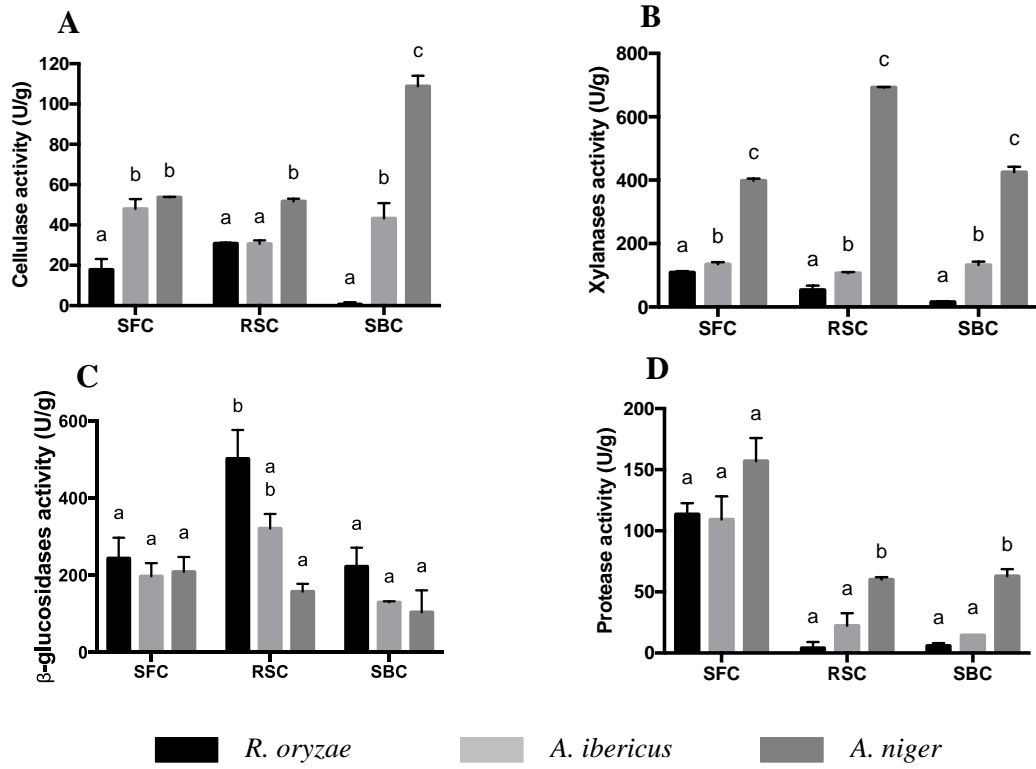 A
Cellulase activity (U/g)
120
100
80
60
40
20
0
a
b
b
a
a
b
a
b
c
SFC
RSC
SBC
B
Xylanases activity (U/g)
800
600
400
200
0
a
b
c
a
b
c
a
b
c
SFC
RSC
SBC
C
β-glucosidases activity (U/g)
600
400
200
0
a
a
a
b
a
b
a
a
a
a
SFC
RSC
SBC
D
Protease activity (U/g)
200
150
100
50
0
a
a
a
a
a
b
a
a
b
SFC
RSC
SBC
R. oryzae
A. ibericus
A. niger